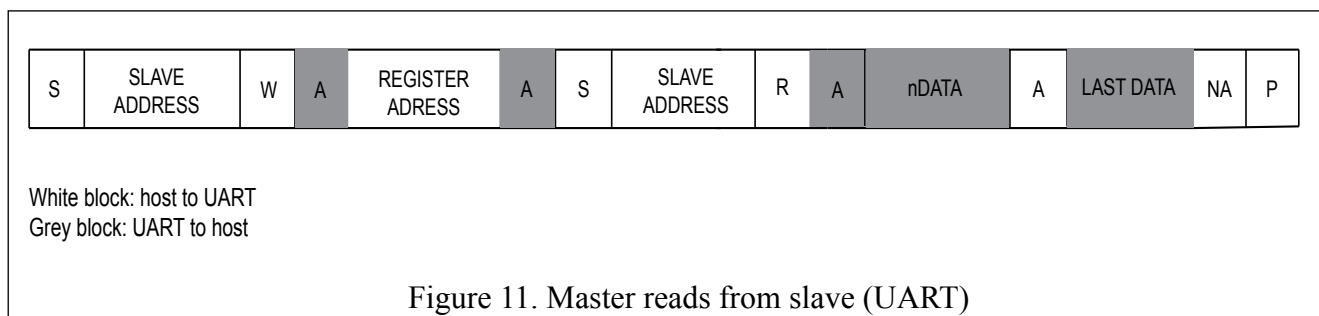 S SLAVE ADDRESS W A REGISTER ADRESS A S SLAVE ADDRESS R A nDATA A LAST DATA NA P
White block: host to UART
Grey block: UART to host
Figure 11. Master reads from slave (UART)